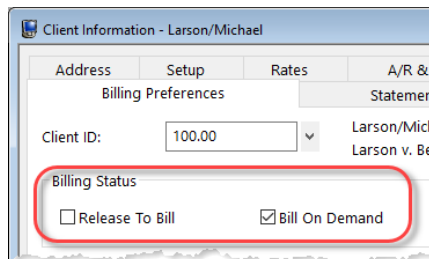 Client Information - Larson/Michael
Address Setup Rates A/R &
Billing Preferences Statemen
Client ID: 100.00 Larson/Mich
Larson v. Be
Billing Status
Release To Bill Bill On Demand